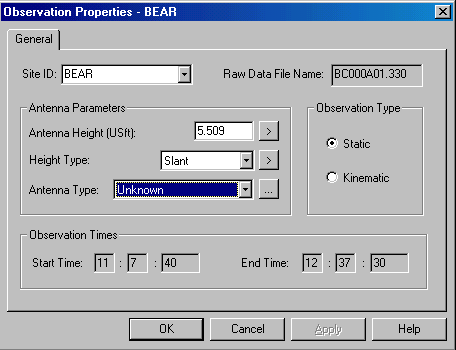 Observation Properties - BEAR
General
Site ID: BEAR Raw Data File Name: BC000A01.330
Antenna Parameters
Antenna Height (USft): 5.509 >
Height Type: Slant >
Antenna Type: Unknown ...
Observation Type
Static
Kinematic
Observation Times
Start Time: 11 : 7 : 40 End Time: 12 : 37 : 30
OK Cancel Apply Help